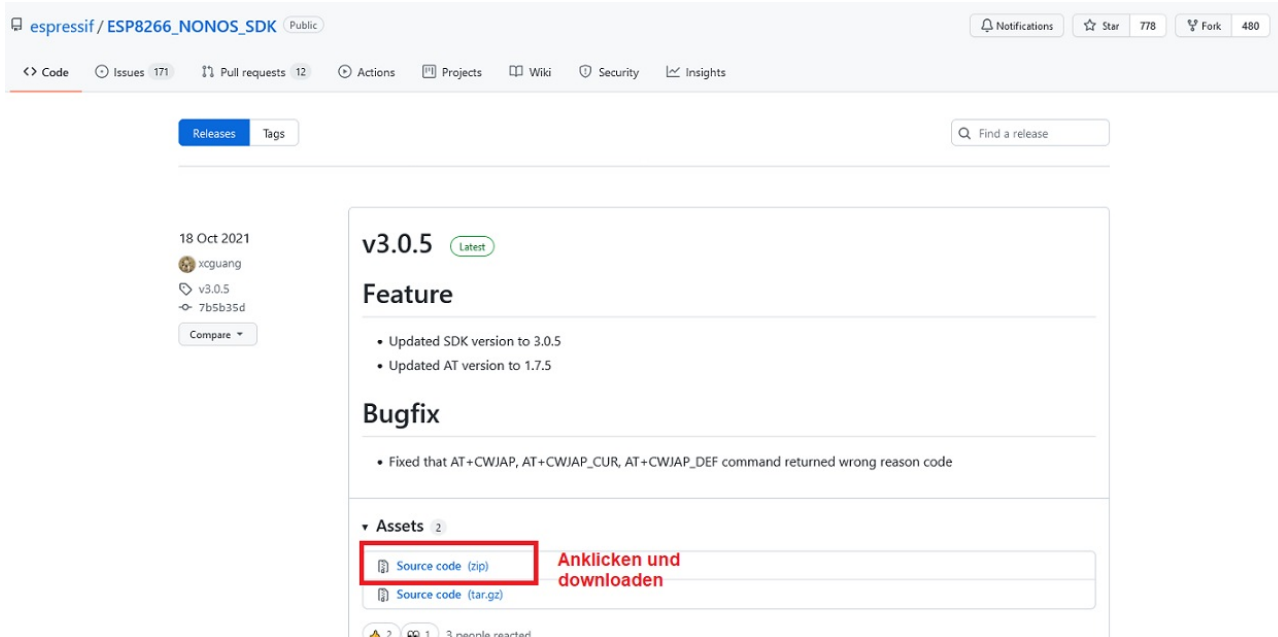 espressif / ESP8266_NONOS_SDK Public
Notifications Star 778 Fork 480
Code Issues 171 Pull requests 12 Actions Projects Wiki Security Insights
Releases Tags
Find a release
18 Oct 2021
xcguang
v3.0.5
7b5b35d
Compare
v3.0.5 Latest
Feature
• Updated SDK version to 3.0.5
• Updated AT version to 1.7.5
Bugfix
• Fixed that AT+CWJAP, AT+CWJAP_CUR, AT+CWJAP_DEF command returned wrong reason code
Assets 2
Source code (zip)
Anklicken und
downloaden
Source code (tar.gz)
2 1 3 people reacted